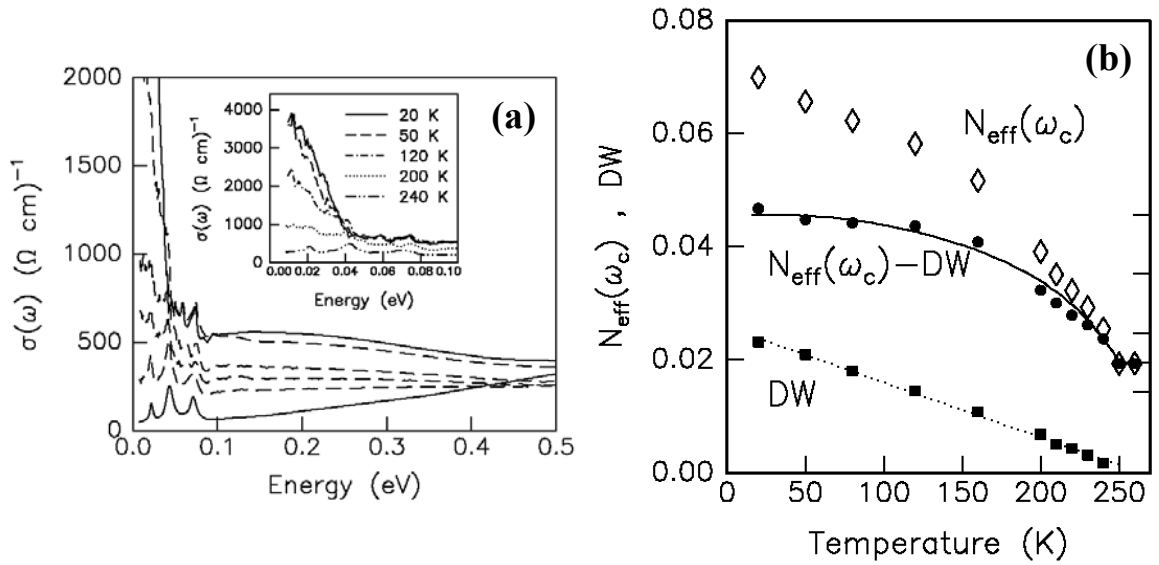 (a)
σ(ω) (Ω cm)⁻¹
2000
1500
1000
500
0
0.0 0.1 0.2 0.3 0.4 0.5
Energy (eV)
σ(ω) (Ω cm)⁻¹
4000
3000
2000
1000
0
0.00 0.02 0.04 0.06 0.08 0.10
Energy (eV)
20 K
50 K
120 K
200 K
240 K
(b)
N_eff(ω_c) , DW
0.08
0.06
0.04
0.02
0.00
0 50 100 150 200 250
Temperature (K)
N_eff(ω_c)
N_eff(ω_c)−DW
DW